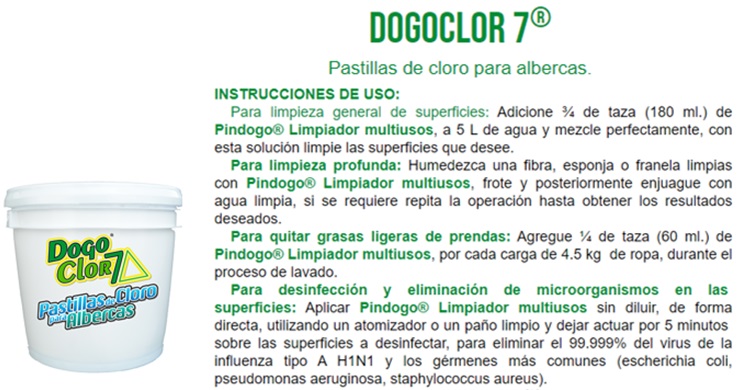 DOGOCLOR 7®
Pastillas de cloro para albercas.
INSTRUCCIONES DE USO:
Para limpieza general de superficies: Adicione ¾ de taza (180 ml.) de
Pindogo® Limpiador multiusos, a 5 L de agua y mezcle perfectamente, con
esta solución limpie las superficies que desee.
Para limpieza profunda: Humedezca una fibra, esponja o franela limpias
con Pindogo® Limpiador multiusos, frote y posteriormente enjuague con
agua limpia, si se requiere repita la operación hasta obtener los resultados
deseados.
Para quitar grasas ligeras de prendas: Agregue ¼ de taza (60 ml.) de
Pindogo® Limpiador multiusos, por cada carga de 4.5 kg de ropa, durante el
proceso de lavado.
Para desinfección y eliminación de microorganismos en las
superficies: Aplicar Pindogo® Limpiador multiusos sin diluir, de forma
directa, utilizando un atomizador o un paño limpio y dejar actuar por 5 minutos
sobre las superficies a desinfectar, para eliminar el 99.999% del virus de la
influenza tipo A H1N1 y los gérmenes más comunes (escherichia coli,
pseudomonas aeruginosa, staphylococcus aureus).
Dogo®
Clor 7
Pastillas de Cloro
para Albercas